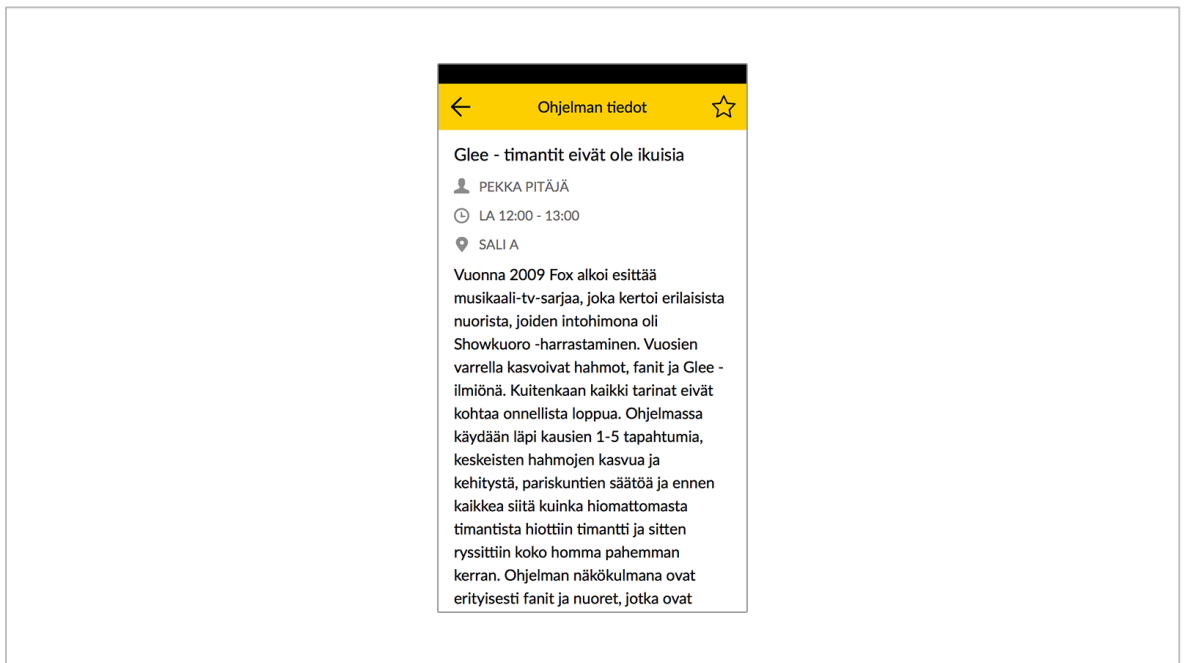 Ohjelman tiedot
Glee - timantit eivät ole ikuisia
PEKKA PITÄJÄ
LA 12:00 - 13:00
SALI A
Vuonna 2009 Fox alkoi esittää
musikaali-tv-sarjaa, joka kertoi erilaisista
nuorista, joiden intohimona oli
Showkuoro -harrastaminen. Vuosien
varrella kasvoivat hahmot, fanit ja Glee -
ilmiönä. Kuitenkaan kaikki tarinat eivät
kohtaa onnellista loppua. Ohjelmassa
käydään läpi kausien 1-5 tapahtumia,
keskeisten hahmojen kasvua ja
kehitystä, pariskuntien säätöä ja ennen
kaikkea siitä kuinka hiomattomasta
timantista hiottiin timantti ja sitten
ryssittiin koko homma pahemman
kerran. Ohjelman näkökulmana ovat
erityisesti fanit ja nuoret, jotka ovat